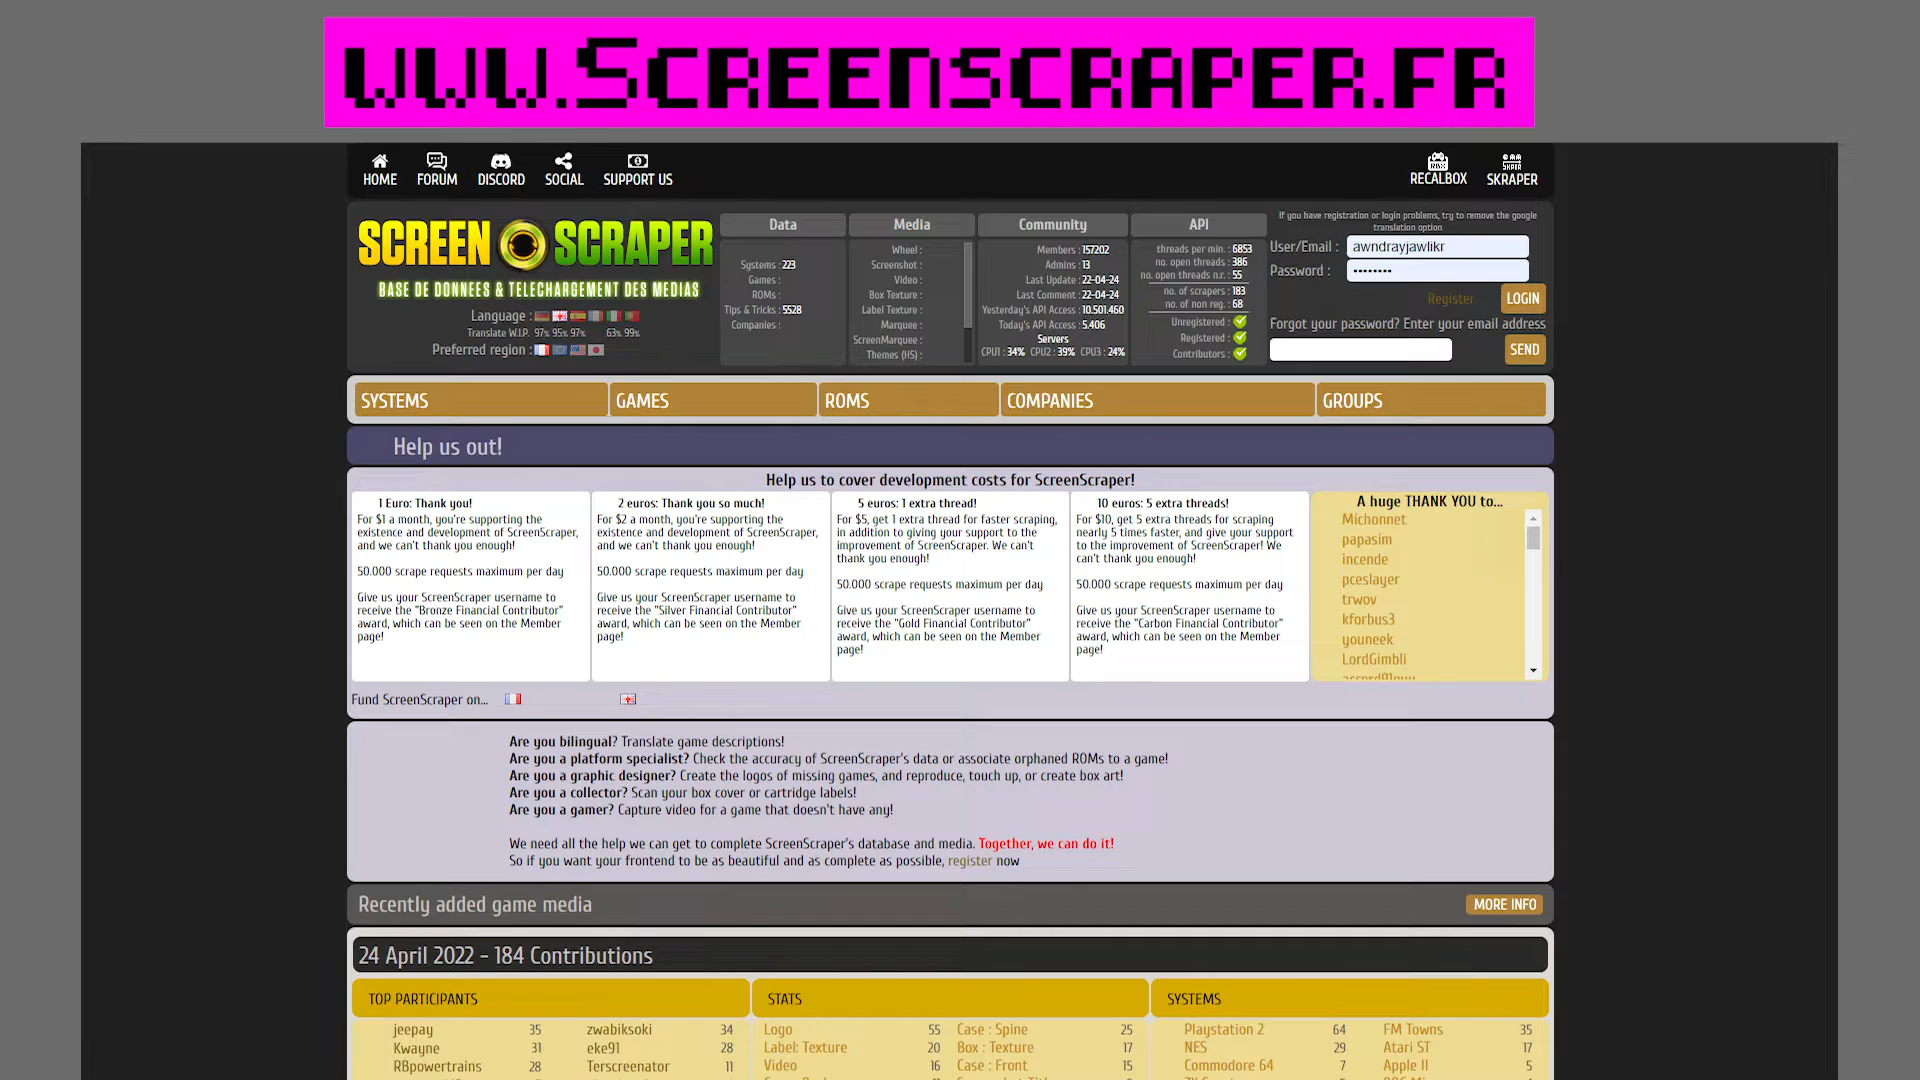 www.Screenscraper.fr
HOME FORUM DISCORD SOCIAL SUPPORT US RECALBOX SKRAPER
SCREEN SCRAPER
BASE DE DONNEES & TELECHARGEMENT DES MEDIAS
Language :
Translate W.I.P. 97% 95% 97% 63% 99%
Preferred region :
Data
Systems : 223
Games :
ROMs :
Tips & Tricks : 5528
Companies :
Media
Wheel :
Screenshot :
Video :
Box Texture :
Label Texture :
Marquee :
ScreenMarquee :
Themes (HS) :
Community
Members : 157202
Admins : 13
Last Update : 22-04-24
Last Comment : 22-04-24
Yesterday's API Access : 10.501.460
Today's API Access : 5.406
Servers
CPU1 : 34% CPU2 : 39% CPU3 : 24%
API
threads per min. : 6853
no. open threads : 386
no. open threads n.r. : 55
no. of scrapers : 183
no. of non reg. : 68
Unregistered :
Registered :
Contributors :
If you have registration or login problems, try to remove the google
translation option
User/Email : awndrayjawlikr
Password : ••••••••
Register LOGIN
Forgot your password? Enter your email address
SEND
SYSTEMS GAMES ROMS COMPANIES GROUPS
Help us out!
Help us to cover development costs for ScreenScraper!
1 Euro: Thank you!
For $1 a month, you're supporting the
existence and development of ScreenScraper,
and we can't thank you enough!
50.000 scrape requests maximum per day
Give us your ScreenScraper username to
receive the "Bronze Financial Contributor"
award, which can be seen on the Member
page!
2 euros: Thank you so much!
For $2 a month, you're supporting the
existence and development of ScreenScraper,
and we can't thank you enough!
50.000 scrape requests maximum per day
Give us your ScreenScraper username to
receive the "Silver Financial Contributor"
award, which can be seen on the Member
page!
5 euros: 1 extra thread!
For $5, get 1 extra thread for faster scraping,
in addition to giving your support to the
improvement of ScreenScraper. We can't
thank you enough!
50.000 scrape requests maximum per day
Give us your ScreenScraper username to
receive the "Gold Financial Contributor"
award, which can be seen on the Member
page!
10 euros: 5 extra threads!
For $10, get 5 extra threads for scraping
nearly 5 times faster, and give your support
to the improvement of ScreenScraper! We
can't thank you enough!
50.000 scrape requests maximum per day
Give us your ScreenScraper username to
receive the "Carbon Financial Contributor"
award, which can be seen on the Member
page!
A huge THANK YOU to...
Michonnet
papasim
incende
pceslayer
trwov
kforbus3
youneek
LordGimbli
Fund ScreenScraper on...
Are you bilingual? Translate game descriptions!
Are you a platform specialist? Check the accuracy of ScreenScraper's data or associate orphaned ROMs to a game!
Are you a graphic designer? Create the logos of missing games, and reproduce, touch up, or create box art!
Are you a collector? Scan your box cover or cartridge labels!
Are you a gamer? Capture video for a game that doesn't have any!
We need all the help we can get to complete ScreenScraper's database and media. Together, we can do it!
So if you want your frontend to be as beautiful and as complete as possible, register now
Recently added game media MORE INFO
24 April 2022 - 184 Contributions
TOP PARTICIPANTS STATS SYSTEMS
jeepay 35 zwabiksoki 34 Logo 55 Case : Spine 25 Playstation 2 64 FM Towns 35
Kwayne 31 eke91 28 Label: Texture 20 Box : Texture 17 NES 29 Atari ST 17
RBpowertrains 28 Terscreenator 11 Video 16 Case : Front 15 Commodore 64 7 Apple II 5